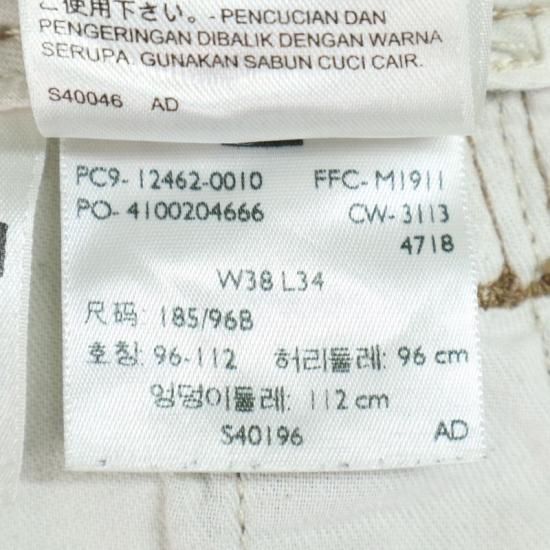 ご使用下さい。- PENCUCIAN DAN
PENGERINGAN DIBALIK DENGAN WARNA
SERUPA. GUNAKAN SABUN CUCI CAIR.
S40046 AD
PC9-12462-0010 FFC-M1911
PO-4100204666 CW-3113
4718
W38 L34
尺码: 185/96B
호칭: 96-112 허리둘레: 96 cm
엉덩이둘레: 112 cm
S40196 AD